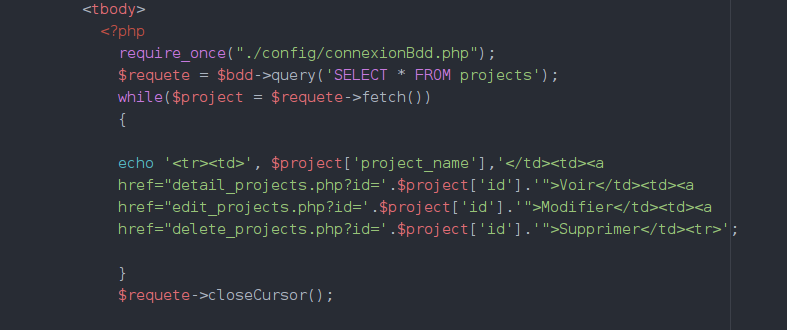 <tbody>
<?php
require_once("./config/connexionBdd.php");
$requete = $bdd->query('SELECT * FROM projects');
while($project = $requete->fetch())
{
echo '<tr><td>', $project['project_name'],'</td><td><a
href="detail_projects.php?id='.$project['id'].'">Voir</td><td><a
href="edit_projects.php?id='.$project['id'].'">Modifier</td><td><a
href="delete_projects.php?id='.$project['id'].'">Supprimer</td><tr>';
}
$requete->closeCursor();